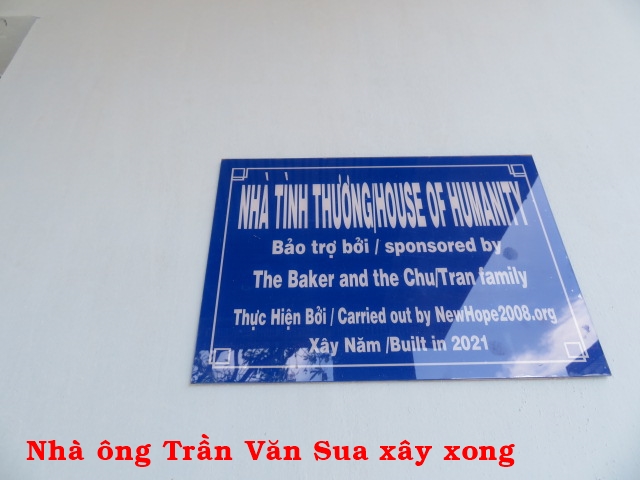 NHÀ TÌNH THƯƠNG/HOUSE OF HUMANITY
Bảo trợ bởi / sponsored by
The Baker and the Chu/Tran family
Thực Hiện Bởi / Carried out by NewHope2008.org
Xây Năm /Built in 2021
Nhà ông Trần Văn Sua xây xong